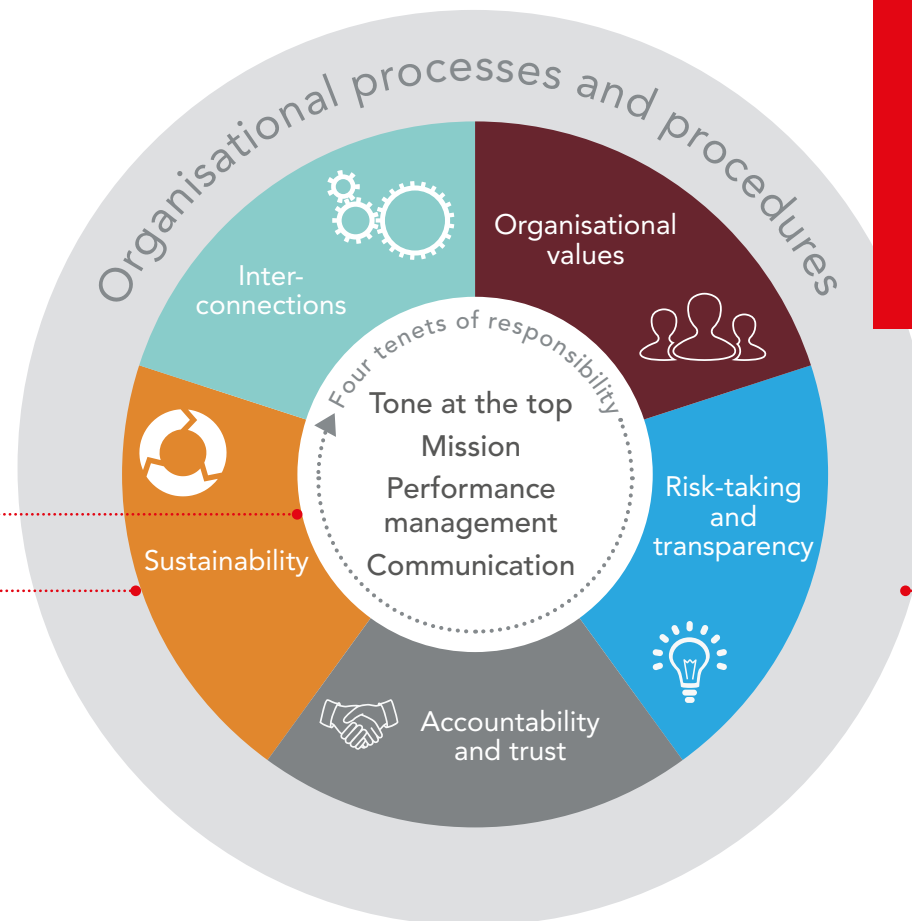 Organisational processes and procedures
Inter-
connections
Organisational
values
Four tenets of responsibility
Tone at the top
Mission
Performance
management
Communication
Risk-taking
and
transparency
Sustainability
Accountability
and trust